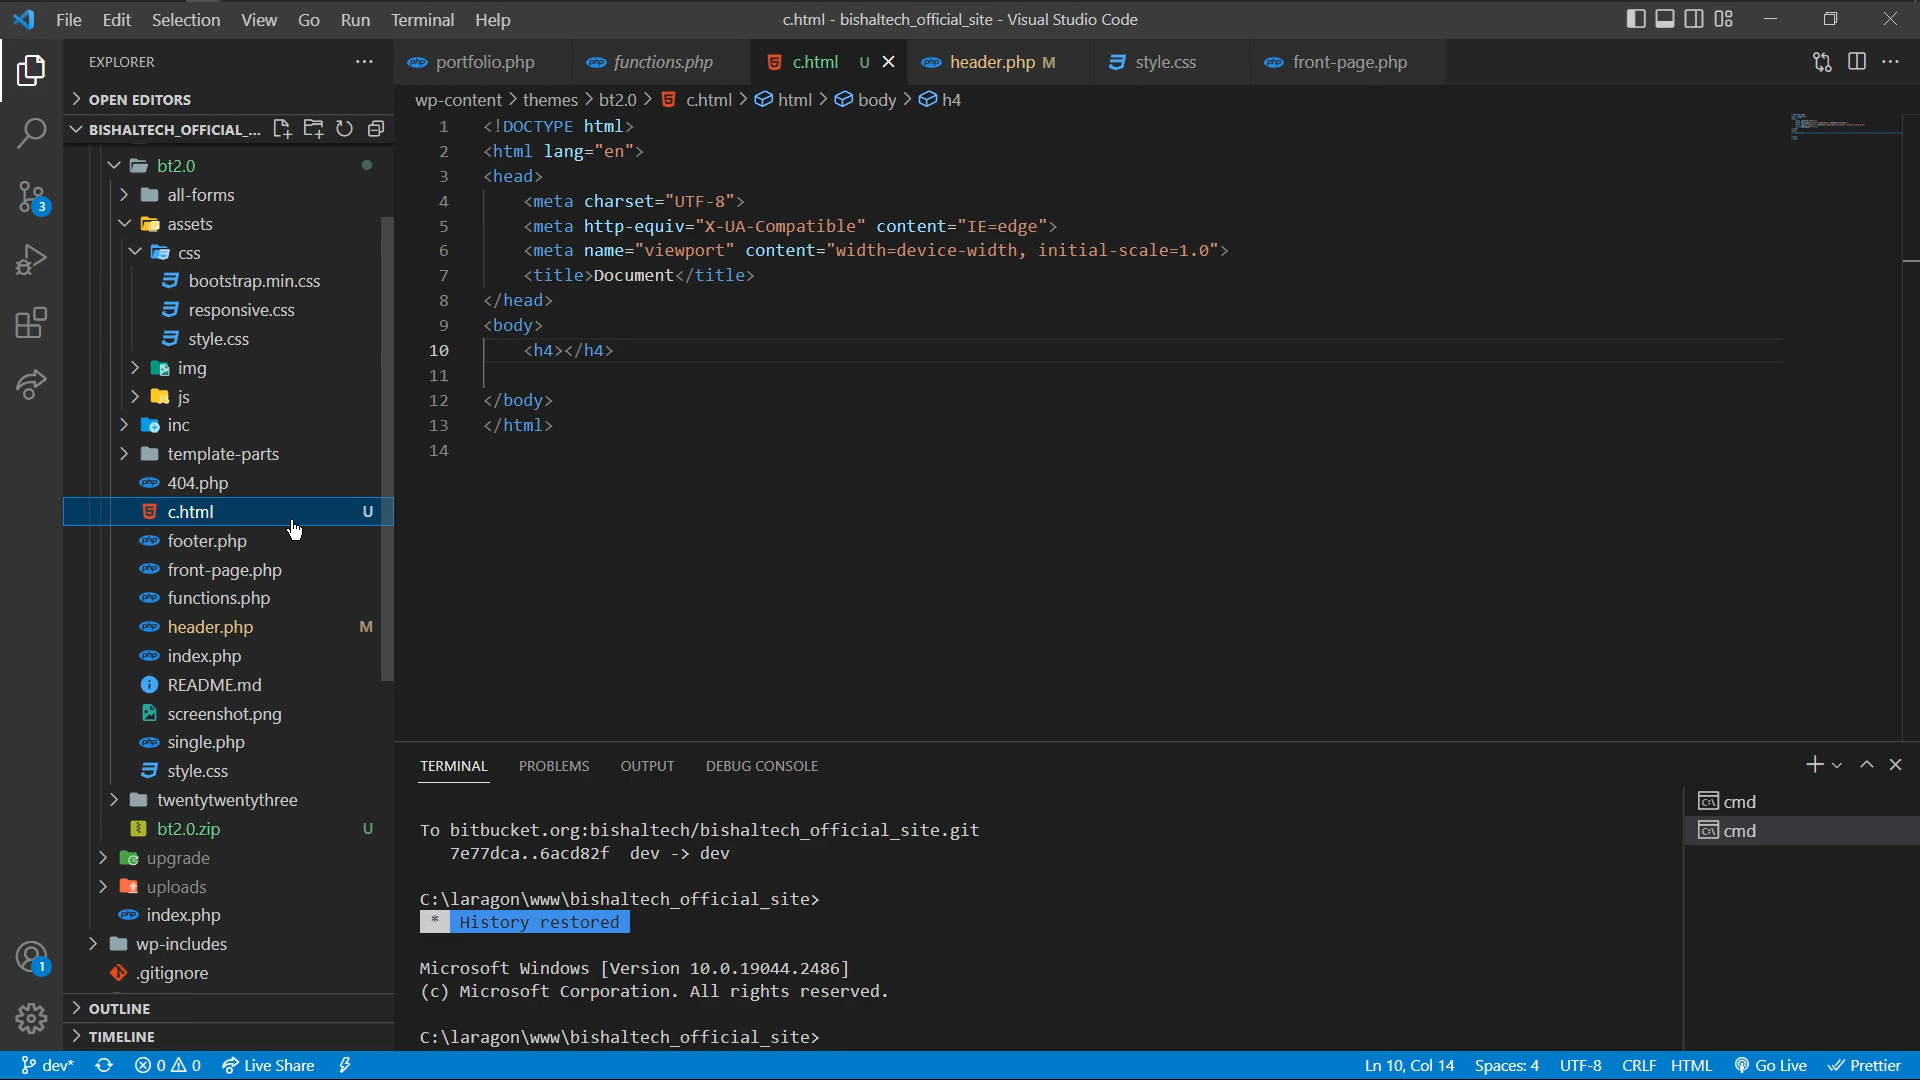 File Edit Selection View Go Run Terminal Help
c.html - bishaltech_official_site - Visual Studio Code
EXPLORER
portfolio.php
functions.php
c.html U
header.php M
style.css
front-page.php
OPEN EDITORS
BISHALTECH_OFFICIAL_...
bt2.0
all-forms
assets
css
bootstrap.min.css
responsive.css
style.css
img
js
inc
template-parts
404.php
c.html U
footer.php
front-page.php
functions.php
header.php M
index.php
README.md
screenshot.png
single.php
style.css
twentytwentythree
bt2.0.zip U
upgrade
uploads
index.php
wp-includes
.gitignore
OUTLINE
TIMELINE
3
1
wp-content > themes > bt2.0 > c.html > html > body > h4
1 <!DOCTYPE html>
2 <html lang="en">
3 <head>
4 <meta charset="UTF-8">
5 <meta http-equiv="X-UA-Compatible" content="IE=edge">
6 <meta name="viewport" content="width=device-width, initial-scale=1.0">
7 <title>Document</title>
8 </head>
9 <body>
10 <h4></h4>
11
12 </body>
13 </html>
14
TERMINAL PROBLEMS OUTPUT DEBUG CONSOLE
To bitbucket.org:bishaltech/bishaltech_official_site.git
7e77dca..6acd82f dev -> dev
C:\laragon\www\bishaltech_official_site>
* History restored
Microsoft Windows [Version 10.0.19044.2486]
(c) Microsoft Corporation. All rights reserved.
C:\laragon\www\bishaltech_official_site>
cmd
cmd
dev* 0 0 Live Share
Ln 10, Col 14 Spaces: 4 UTF-8 CRLF HTML Go Live Prettier